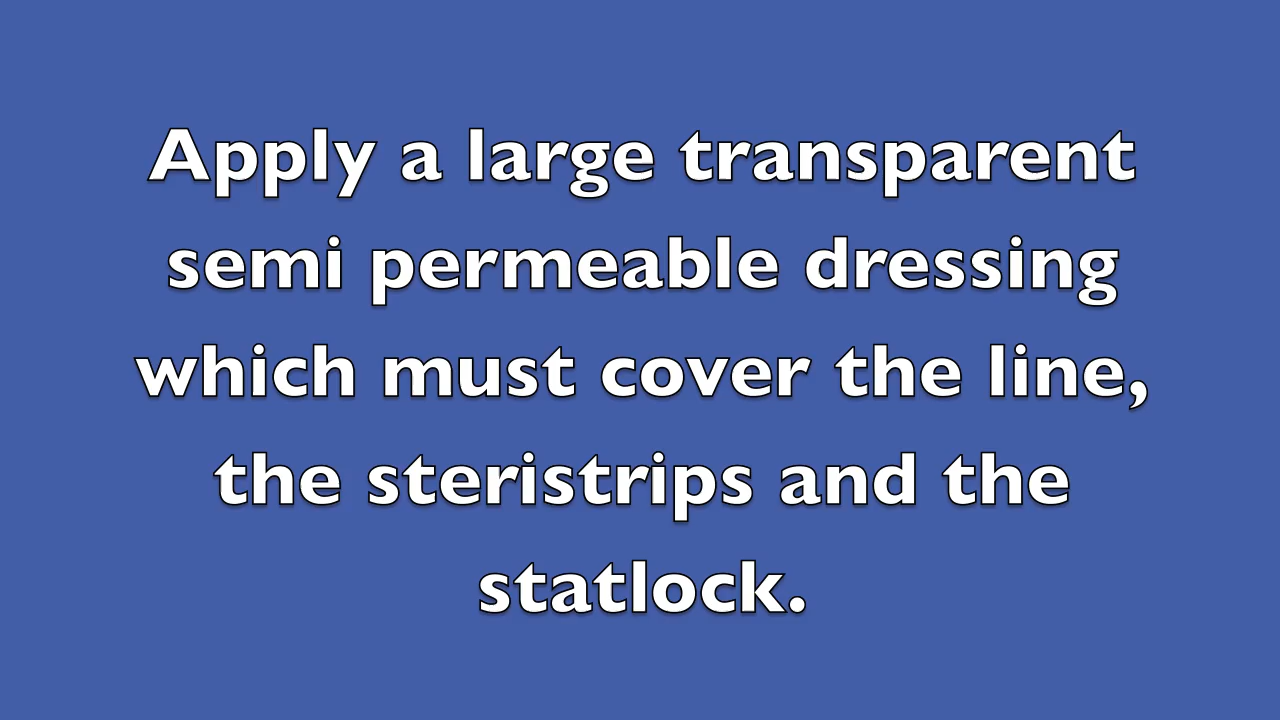 Apply a large transparent
semi permeable dressing
which must cover the line,
the steristrips and the
statlock.